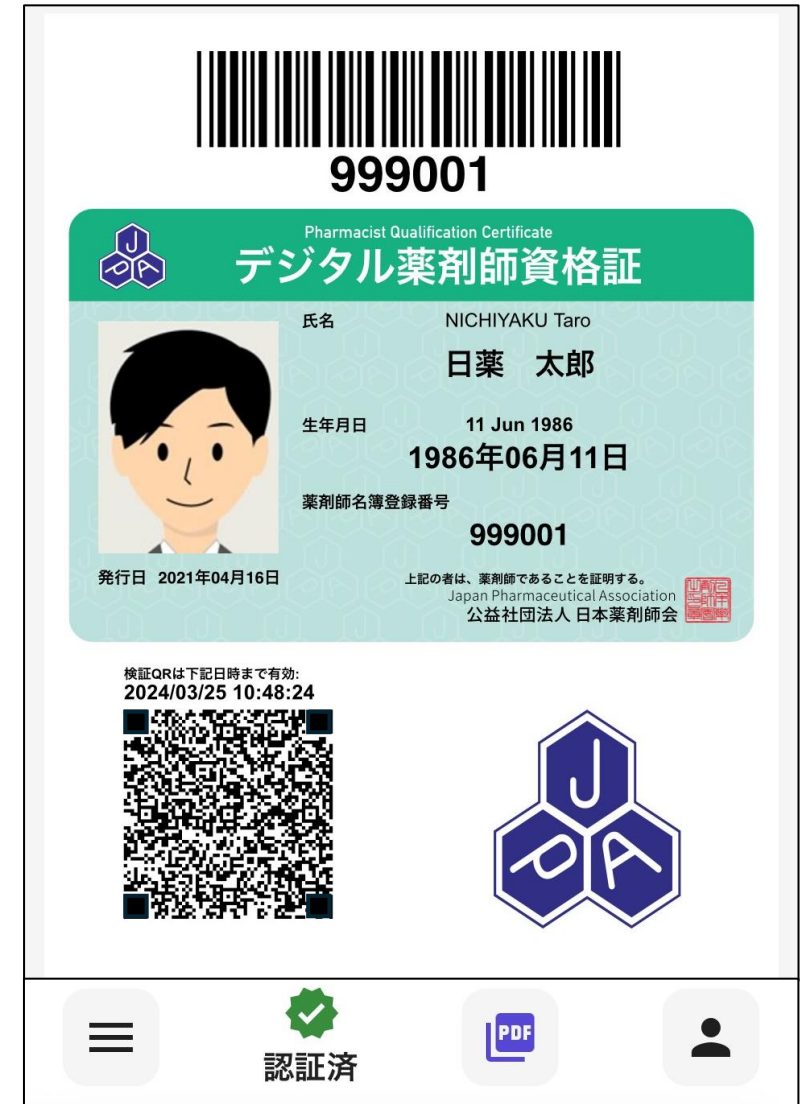 999001
Pharmacist Qualification Certificate
JPA
デジタル薬剤師資格証
氏名 NICHIYAKU Taro
日薬 太郎
生年月日 11 Jun 1986
1986年06月11日
薬剤師名簿登録番号
999001
発行日 2021年04月16日
上記の者は、薬剤師であることを証明する。
Japan Pharmaceutical Association
公益社団法人 日本薬剤師会
検証QRは下記日時まで有効:
2024/03/25 10:48:24
JPA
PDF
認証済